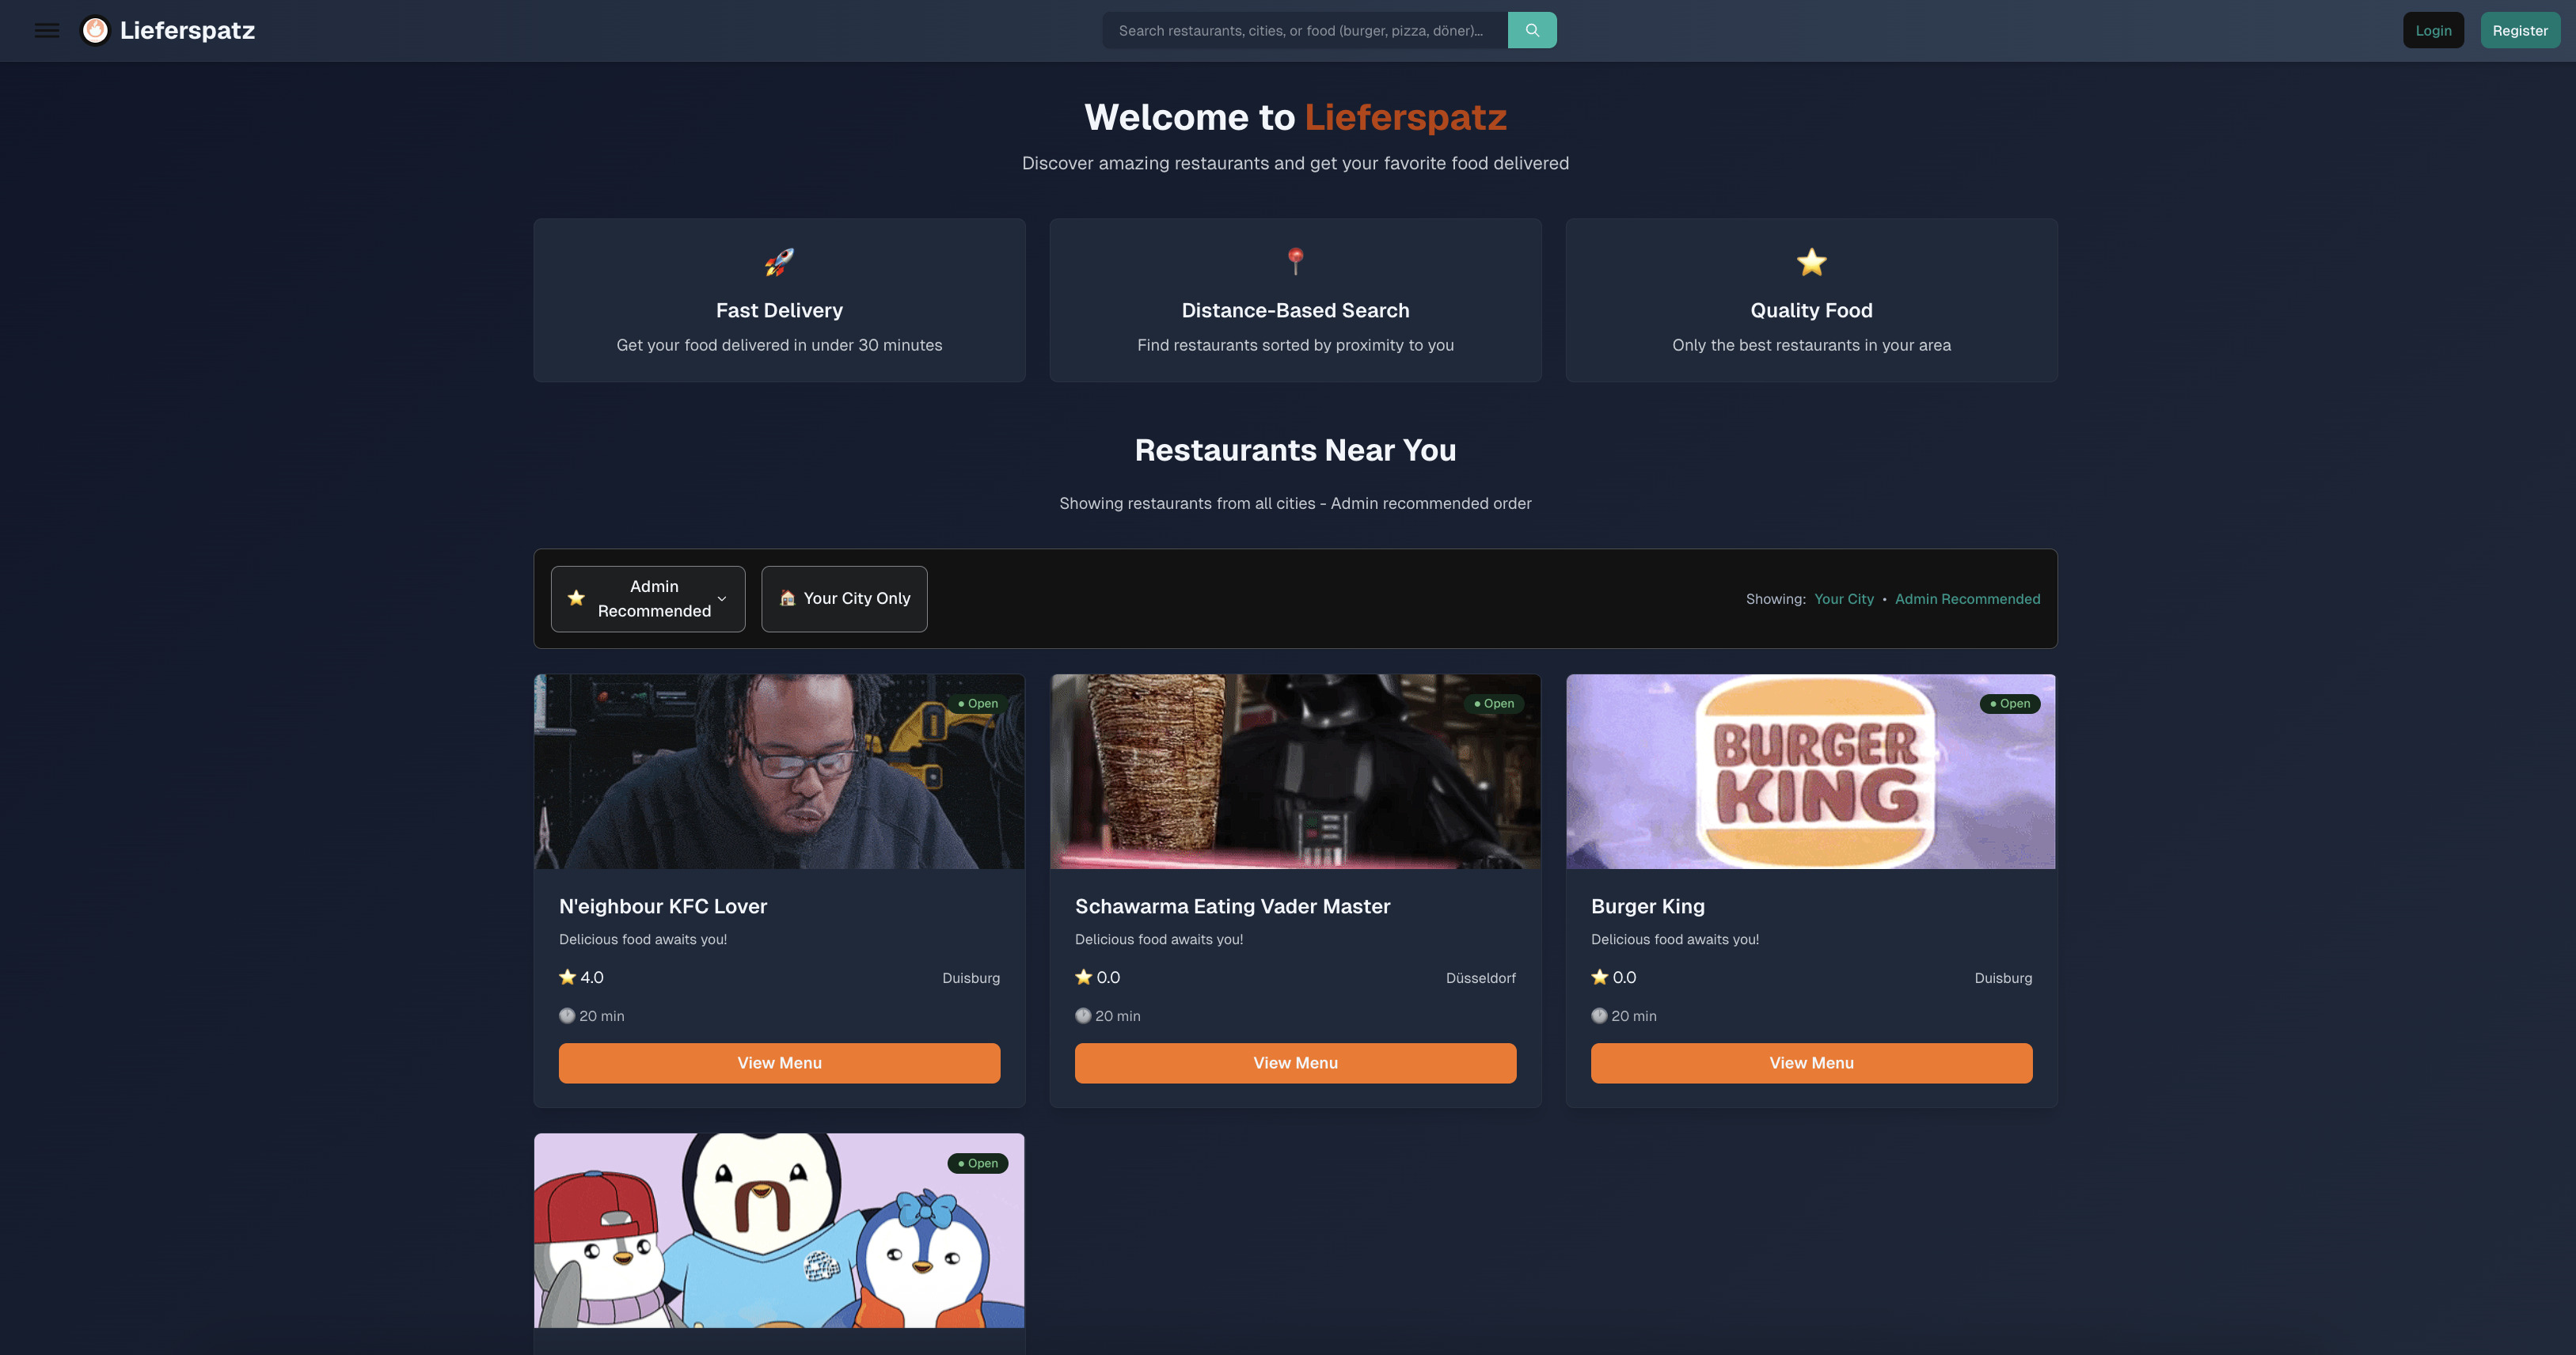 Lieferspatz
Search restaurants, cities, or food (burger, pizza, döner)...
Login
Register
Welcome to Lieferspatz
Discover amazing restaurants and get your favorite food delivered
Fast Delivery
Get your food delivered in under 30 minutes
Distance-Based Search
Find restaurants sorted by proximity to you
Quality Food
Only the best restaurants in your area
Restaurants Near You
Showing restaurants from all cities - Admin recommended order
Admin
Recommended
Your City Only
Showing: Your City • Admin Recommended
Open
Open
Open
BURGER
KING
N'eighbour KFC Lover
Delicious food awaits you!
4.0
Duisburg
20 min
View Menu
Schawarma Eating Vader Master
Delicious food awaits you!
0.0
Düsseldorf
20 min
View Menu
Burger King
Delicious food awaits you!
0.0
Duisburg
20 min
View Menu
Open